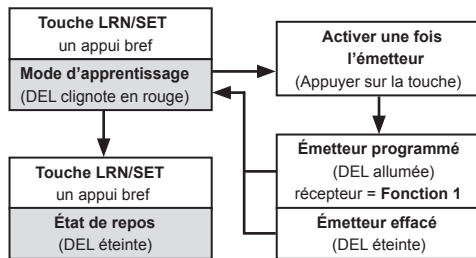 Touche LRN/SET
un appui bref
Mode d'apprentissage
(DEL clignote en rouge)
Activer une fois
l'émetteur
(Appuyer sur la touche)
Touche LRN/SET
un appui bref
État de repos
(DEL éteinte)
Émetteur programmé
(DEL allumée)
récepteur = Fonction 1
Émetteur effacé
(DEL éteinte)